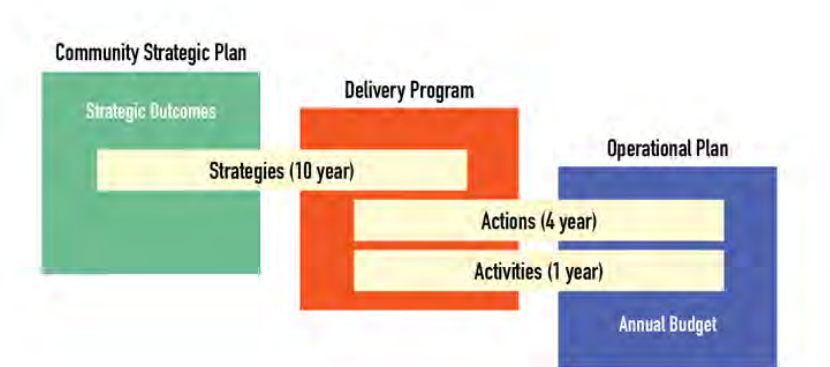 Community Strategic Plan
Strategic Outcomes
Delivery Program
Strategies (10 year)
Operational Plan
Actions (4 year)
Activities (1 year)
Annual Budget